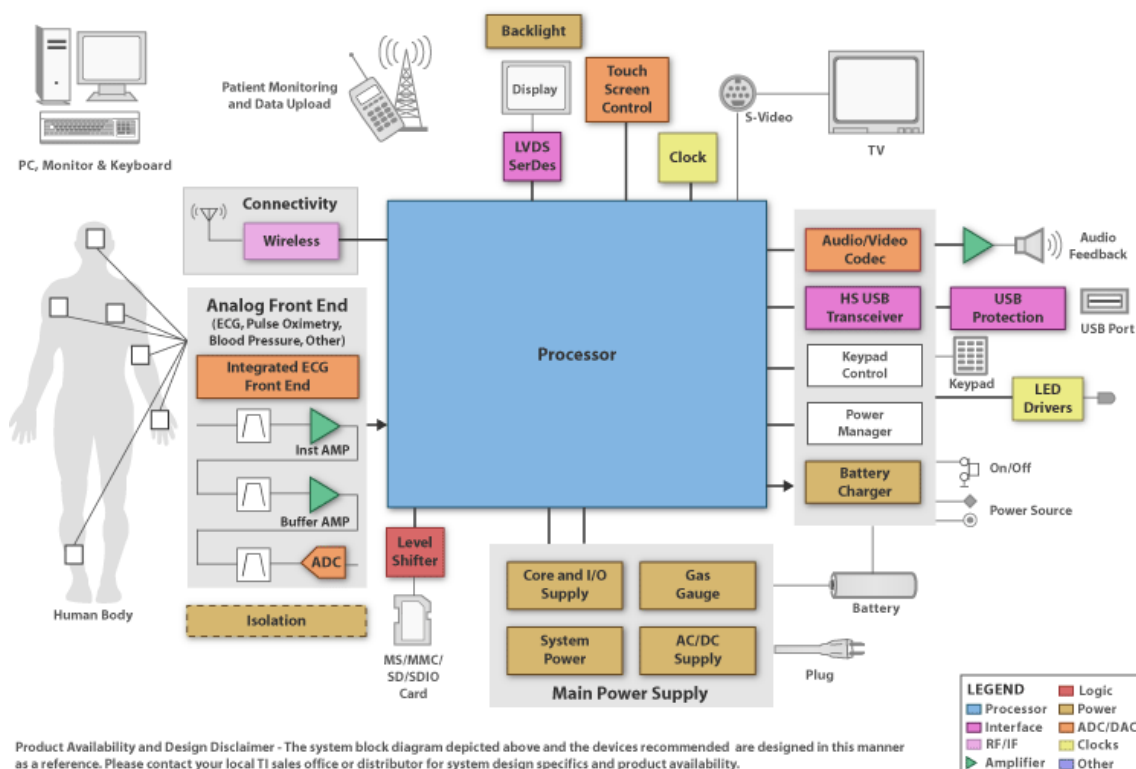 Backlight
Patient Monitoring
and Data Upload
Display
Touch
Screen
Control
S-Video
TV
PC, Monitor & Keyboard
LVDS
SerDes
Clock
Connectivity
Wireless
Processor
Audio/Video
Codec
Audio
Feedback
HS USB
Transceiver
USB
Protection
USB Port
Analog Front End
(ECG, Pulse Oximetry,
Blood Pressure, Other)
Integrated ECG
Front End
Inst AMP
Buffer AMP
ADC
Keypad
Control
Keypad
LED
Drivers
Power
Manager
Battery
Charger
On/Off
Power Source
Human Body
Isolation
Level
Shifter
MS/MMC/
SD/SDIO
Card
Core and I/O
Supply
Gas
Gauge
System
Power
AC/DC
Supply
Main Power Supply
Battery
Plug
LEGEND
Processor
Interface
RF/IF
Amplifier
Logic
Power
ADC/DAC
Clocks
Other
Product Availability and Design Disclaimer - The system block diagram depicted above and the devices recommended are designed in this manner
as a reference. Please contact your local TI sales office or distributor for system design specifics and product availability.